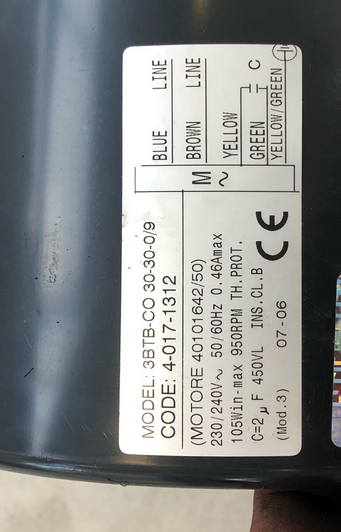 MODEL: 3BTB-CO 30-30-0/9
CODE: 4-017-1312
(MOTORE 40101642/50)
230/240V~ 50/60Hz 0.46Amax
105Win-max 950RPM TH.PROT.
C=2µF 450VL INS.CL.B
(Mod.3) 07-06
CE
M
~
BLUE LINE
BROWN LINE
YELLOW
C
GREEN
YELLOW/GREEN